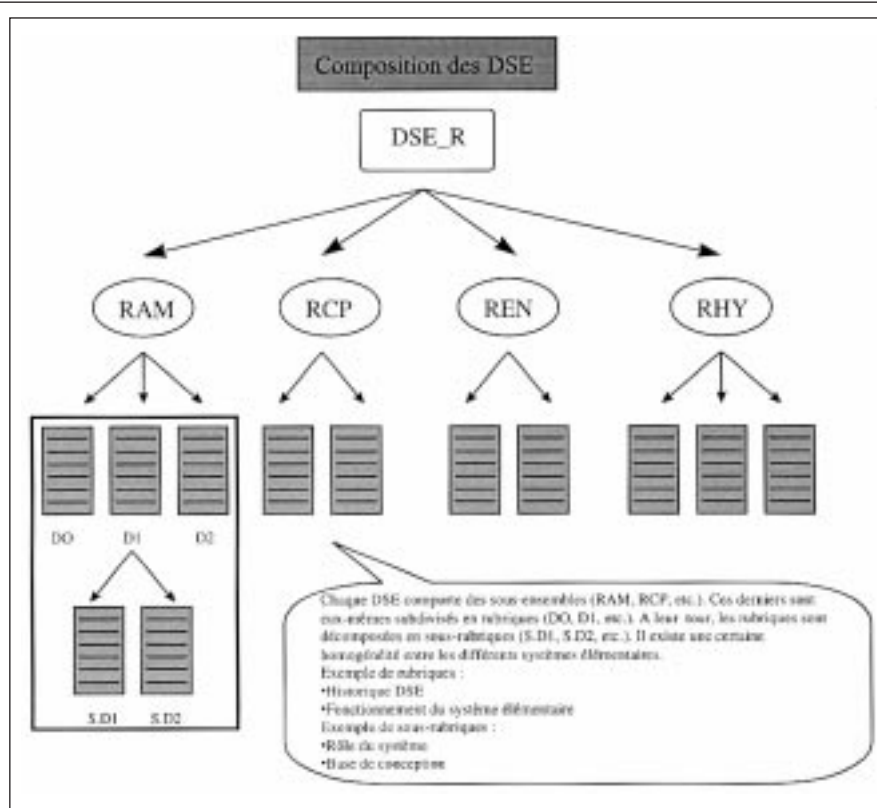 Composition des DSE
DSE_R
RAM
RCP
REN
RHY
DO
D1
D2
S.D1
S.D2
Chaque DSE comporte des sous-ensembles (RAM, RCP, etc.). Ces derniers sont
eux-mêmes subdivisés en rubriques (DO, D1, etc.). A leur tour, les rubriques sont
décomposées en sous-rubriques (S.D1, S.D2, etc.). Il existe une certaine
homogénéité entre les différents systèmes élémentaires.
Exemple de rubriques :
•Historique DSE
•Fonctionnement du système élémentaire
Exemple de sous-rubriques :
•Rôle du système
•Base de conception